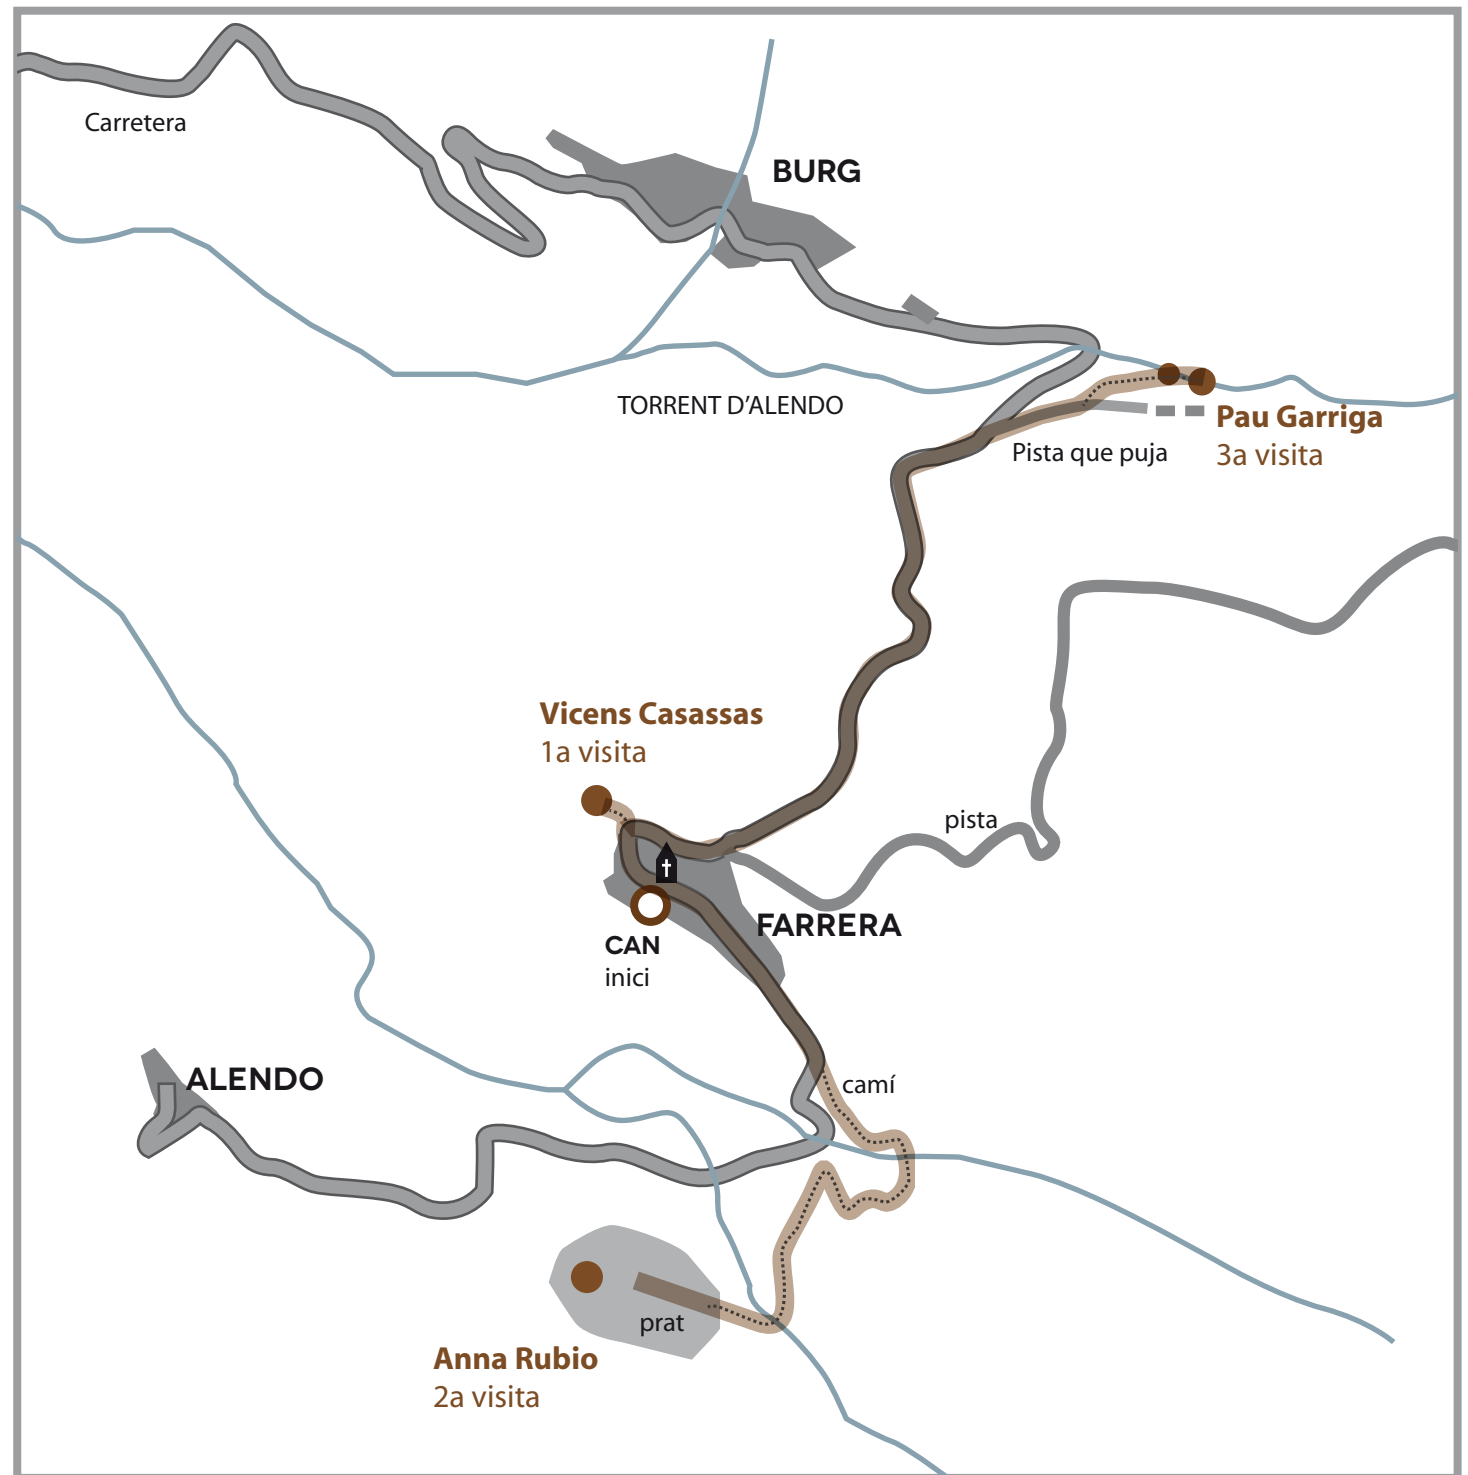 Carretera
BURG
TORRENT D’ALENDO
Pau Garriga
3a visita
Pista que puja
Vicens Casassas
1a visita
pista
FARRERA
CAN
inici
ALENDO
camí
prat
Anna Rubio
2a visita